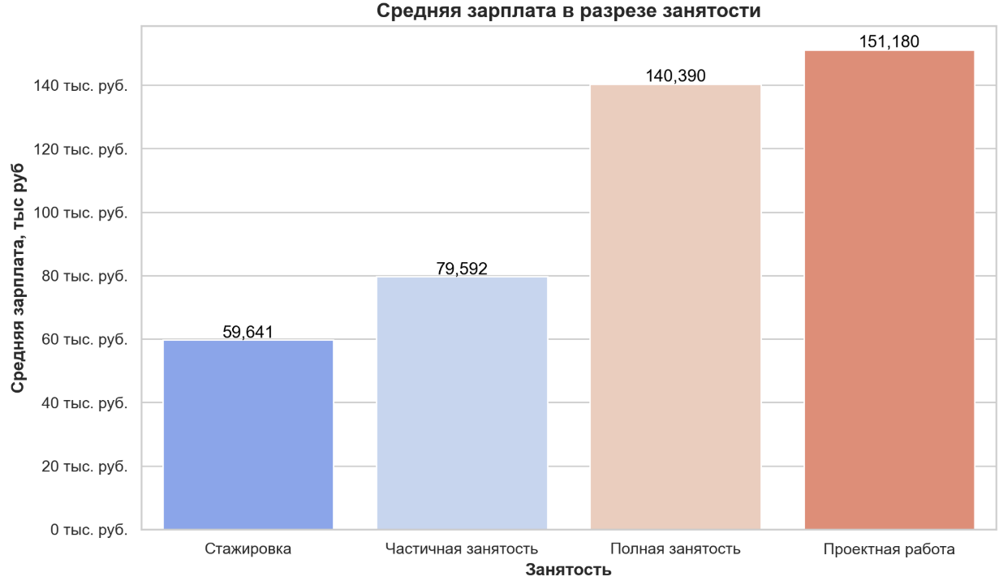 Средняя зарплата в разрезе занятости
Средняя зарплата, тыс руб
140 тыс. руб.
120 тыс. руб.
100 тыс. руб.
80 тыс. руб.
60 тыс. руб.
40 тыс. руб.
20 тыс. руб.
0 тыс. руб.
59,641
79,592
140,390
151,180
Стажировка
Частичная занятость
Полная занятость
Проектная работа
Занятость